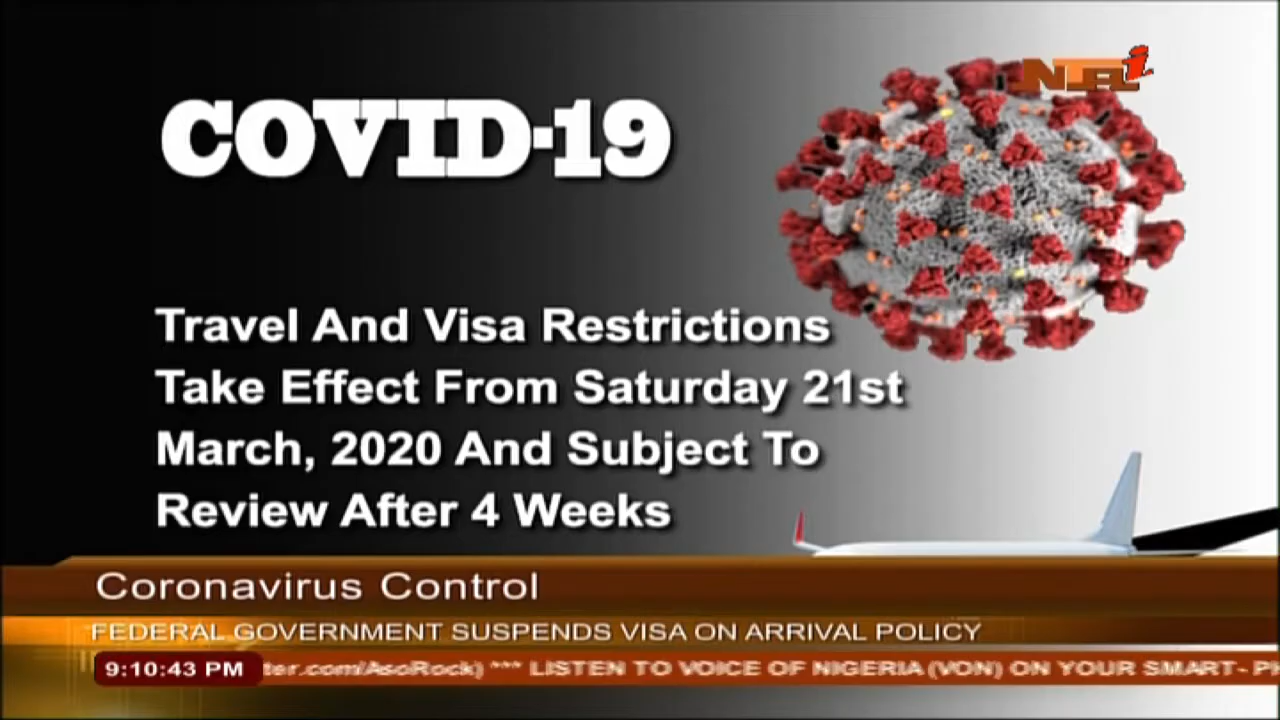 NTAi
COVID-19
Travel And Visa Restrictions
Take Effect From Saturday 21st
March, 2020 And Subject To
Review After 4 Weeks
Coronavirus Control
FEDERAL GOVERNMENT SUSPENDS VISA ON ARRIVAL POLICY
9:10:43 PM ter.com/AsoRock) *** LISTEN TO VOICE OF NIGERIA (VON) ON YOUR SMART-